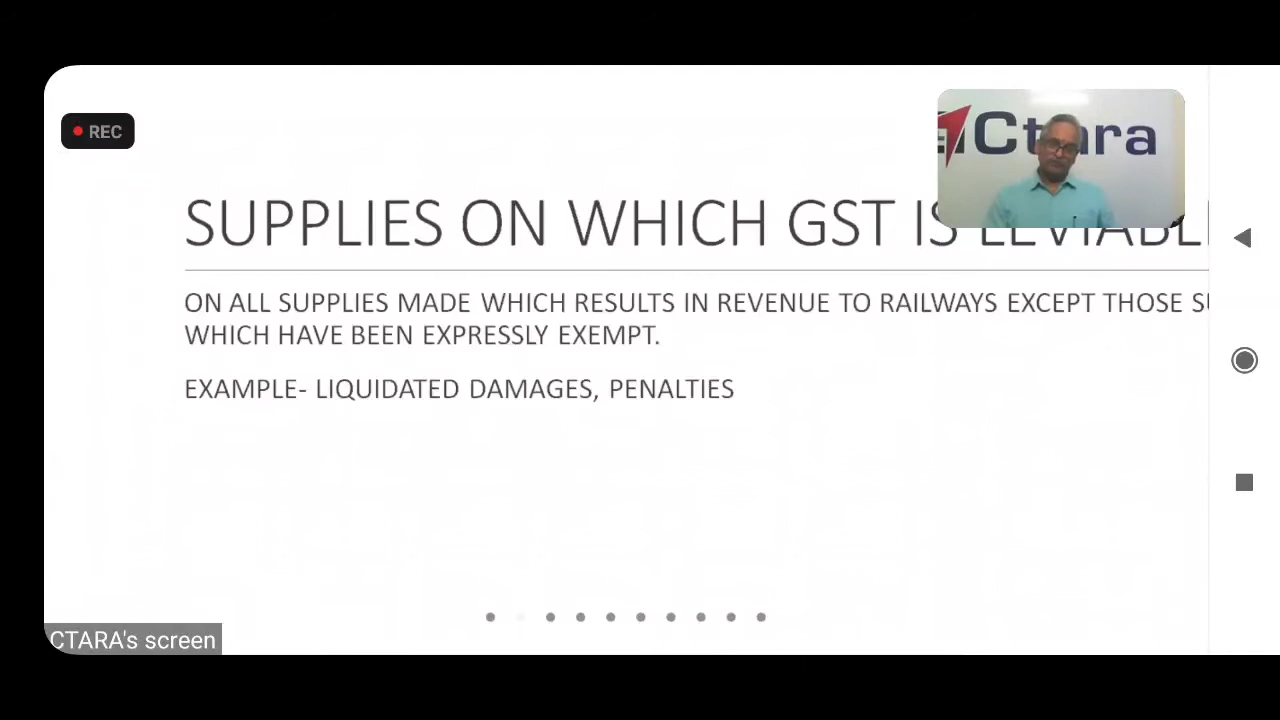 REC
Ctara
SUPPLIES ON WHICH GST IS LEVIABL
ON ALL SUPPLIES MADE WHICH RESULTS IN REVENUE TO RAILWAYS EXCEPT THOSE
WHICH HAVE BEEN EXPRESSLY EXEMPT.
EXAMPLE- LIQUIDATED DAMAGES, PENALTIES
CTARA's screen